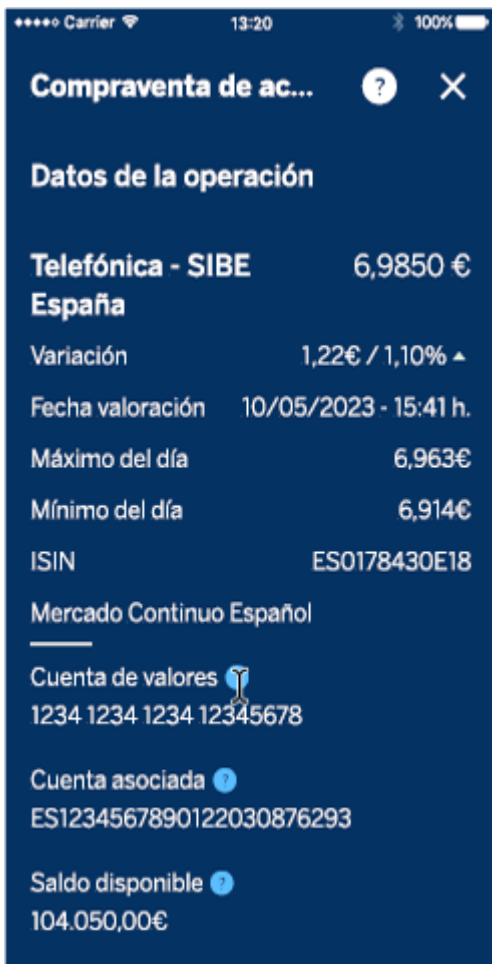 Carrier 13:20 100%
Compraventa de ac... ?
Datos de la operación
Telefónica - SIBE 6,9850 €
España
Variación 1,22€ / 1,10%
Fecha valoración 10/05/2023 - 15:41 h.
Máximo del día 6,963€
Mínimo del día 6,914€
ISIN ES0178430E18
Mercado Continuo Español
Cuenta de valores
1234 1234 1234 12345678
Cuenta asociada ?
ES1234567890122030876293
Saldo disponible ?
104.050,00€